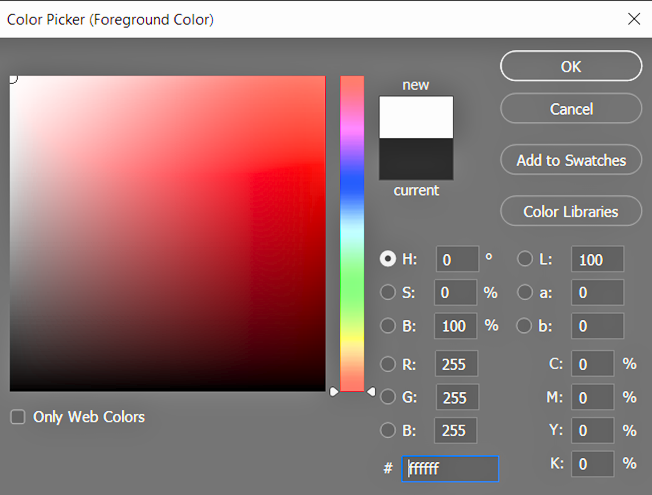 Color Picker (Foreground Color)
new
current
OK
Cancel
Add to Swatches
Color Libraries
H: 0 °
S: 0 %
B: 100 %
R: 255
G: 255
B: 255
# ffffff
L: 100
a: 0
b: 0
C: 0 %
M: 0 %
Y: 0 %
K: 0 %
Only Web Colors